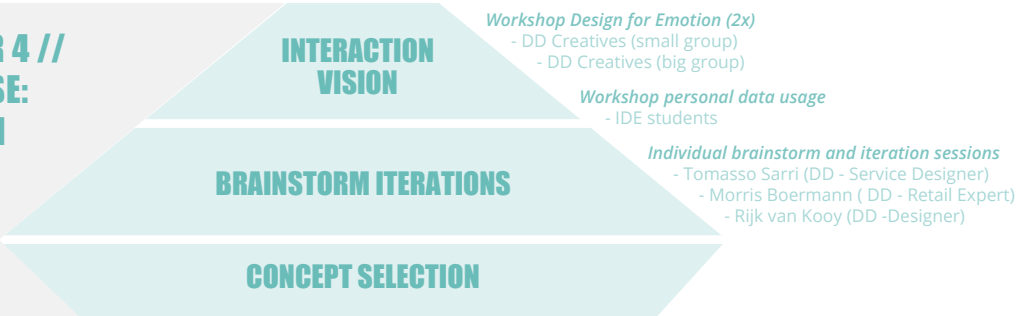 R 4 //
SE:
INTERACTION
VISION
BRAINSTORM ITERATIONS
CONCEPT SELECTION
Workshop Design for Emotion (2x)
- DD Creatives (small group)
- DD Creatives (big group)
Workshop personal data usage
- IDE students
Individual brainstorm and iteration sessions
- Tomasso Sarri (DD - Service Designer)
- Morris Boermann ( DD - Retail Expert)
- Rijk van Kooy (DD -Designer)